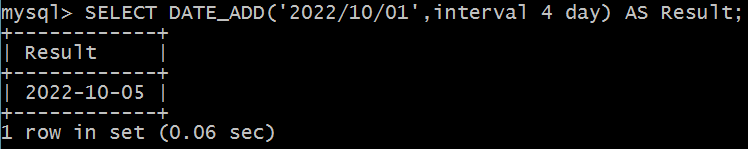 mysql> SELECT DATE_ADD('2022/10/01',interval 4 day) AS Result;
+------------+
| Result     |
+------------+
| 2022-10-05 |
+------------+
1 row in set (0.06 sec)